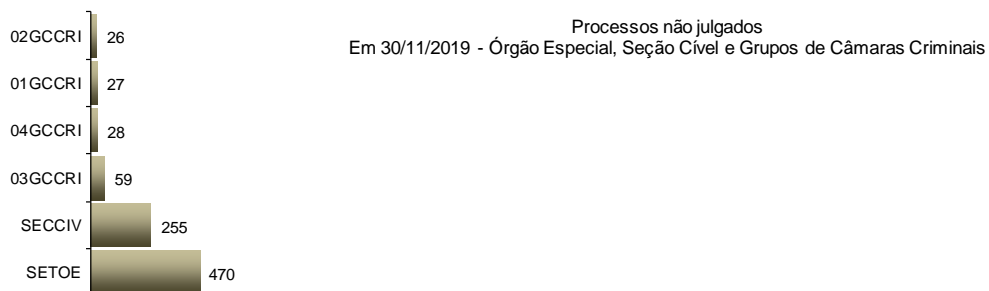 Processos não julgados
Em 30/11/2019 - Órgão Especial, Seção Cível e Grupos de Câmaras Criminais
02GCCRI 26
01GCCRI 27
04GCCRI 28
03GCCRI 59
SECCIV 255
SETOE 470